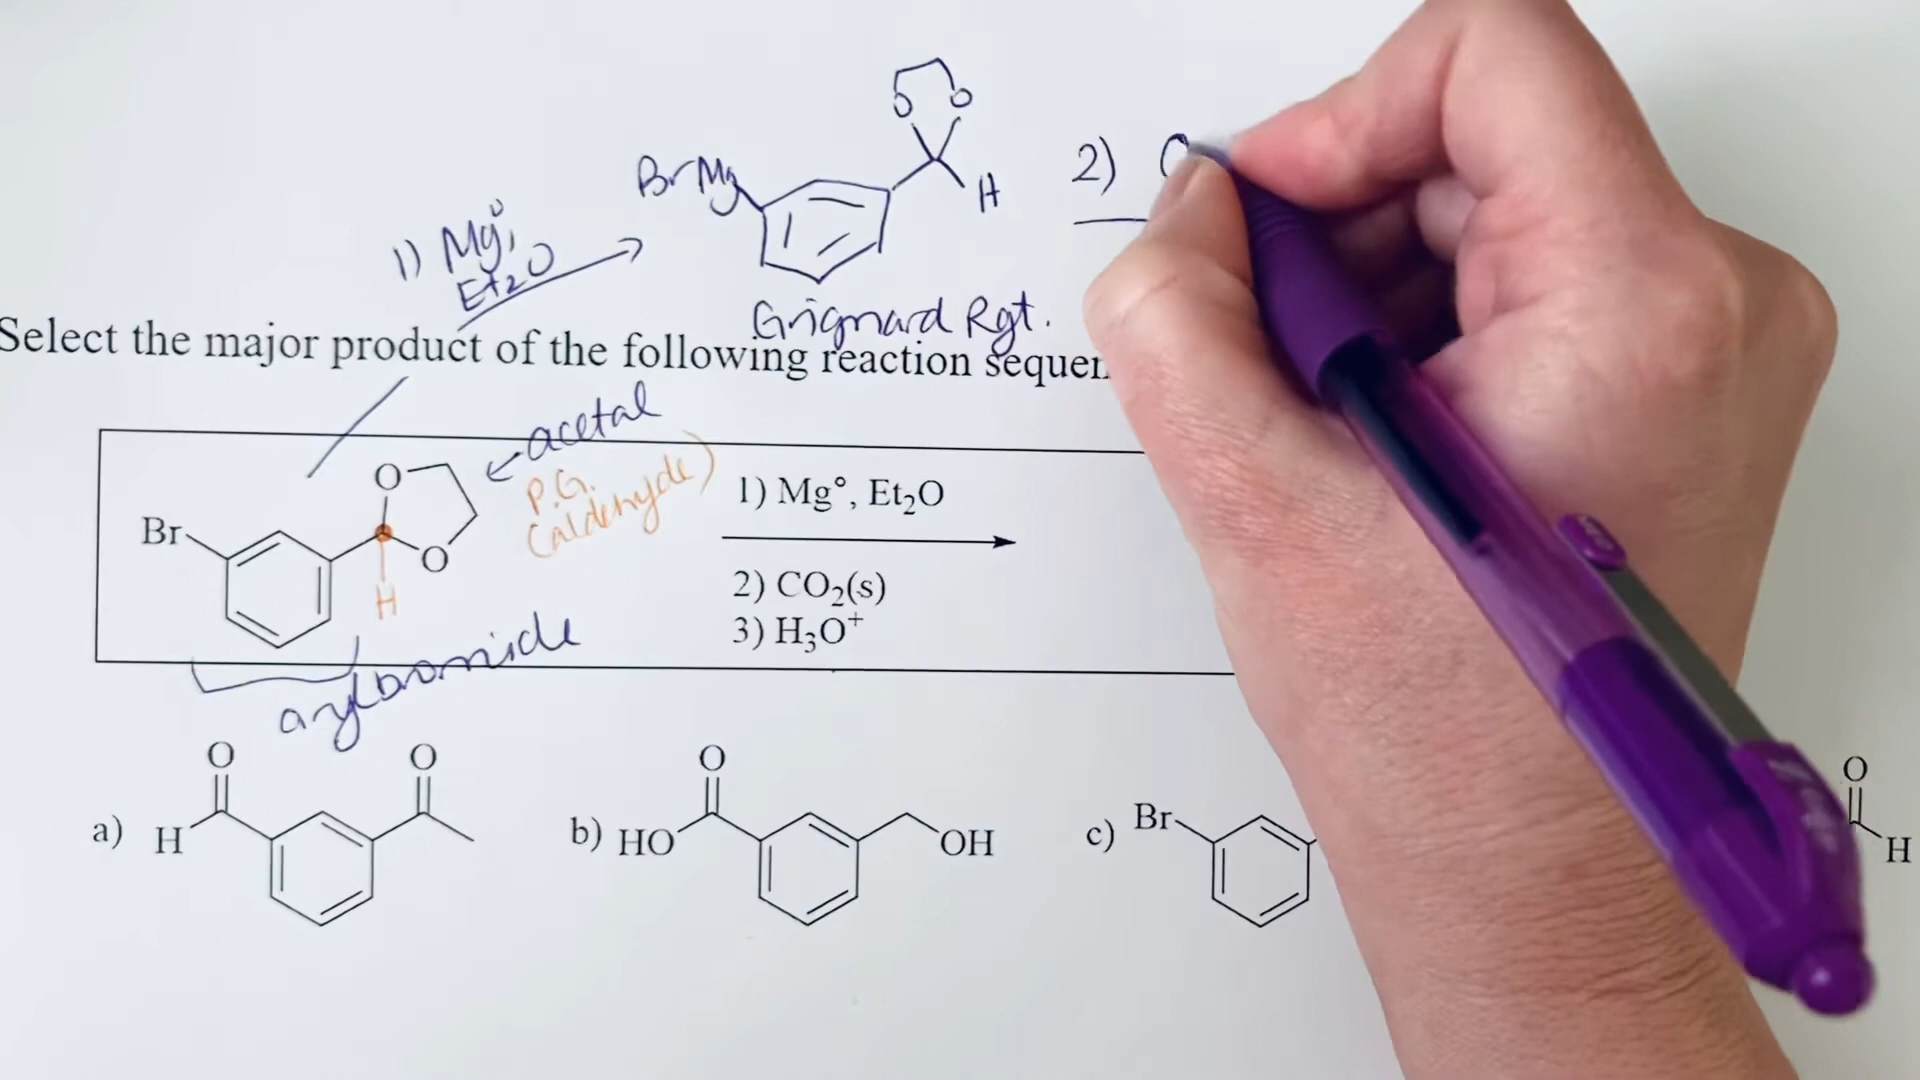 BrMg
H
2)
1) Mg°,
Et₂O
Grignard Rgt.
Select the major product of the following reaction sequen
←acetal
P.G.
(aldehyde)
Br
O
O
H
1) Mg°, Et₂O
2) CO₂(s)
3) H₃O⁺
arylbromide
a) H O O
b) HO O OH
c) Br
O
H